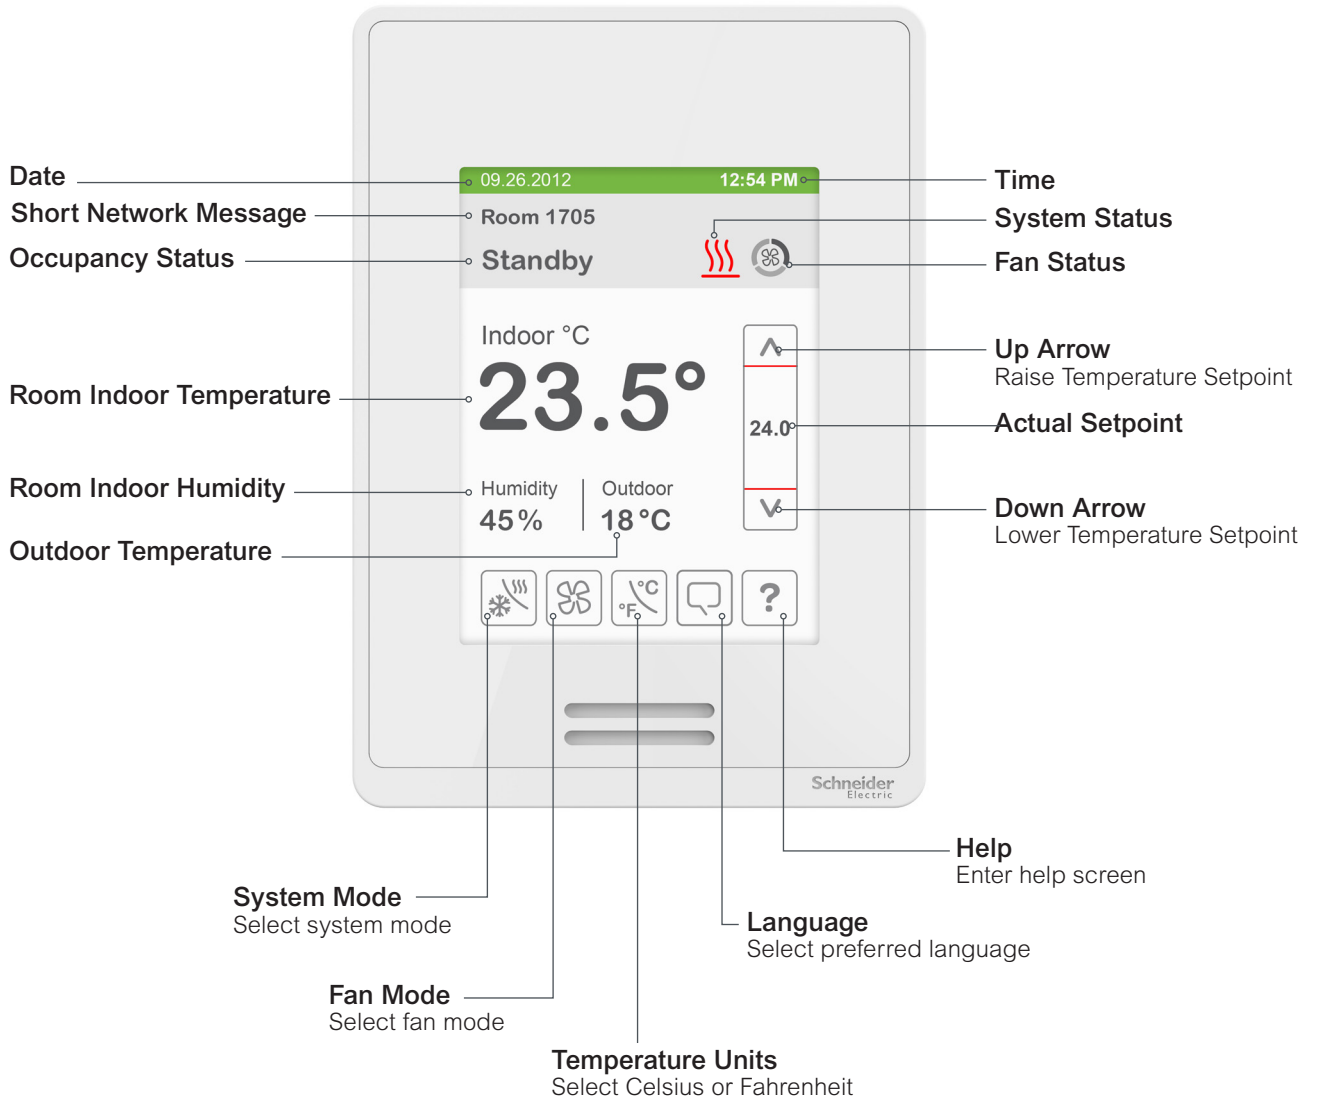 Date
09.26.2012
12:54 PM
Time
Short Network Message
Room 1705
System Status
Occupancy Status
Standby
Fan Status
Indoor °C
Up Arrow
Raise Temperature Setpoint
Room Indoor Temperature
23.5°
24.0
Actual Setpoint
Room Indoor Humidity
Humidity
Outdoor
45%
18°C
Down Arrow
Lower Temperature Setpoint
Outdoor Temperature
°C
°F
?
Schneider
Electric
Help
Enter help screen
System Mode
Select system mode
Language
Select preferred language
Fan Mode
Select fan mode
Temperature Units
Select Celsius or Fahrenheit